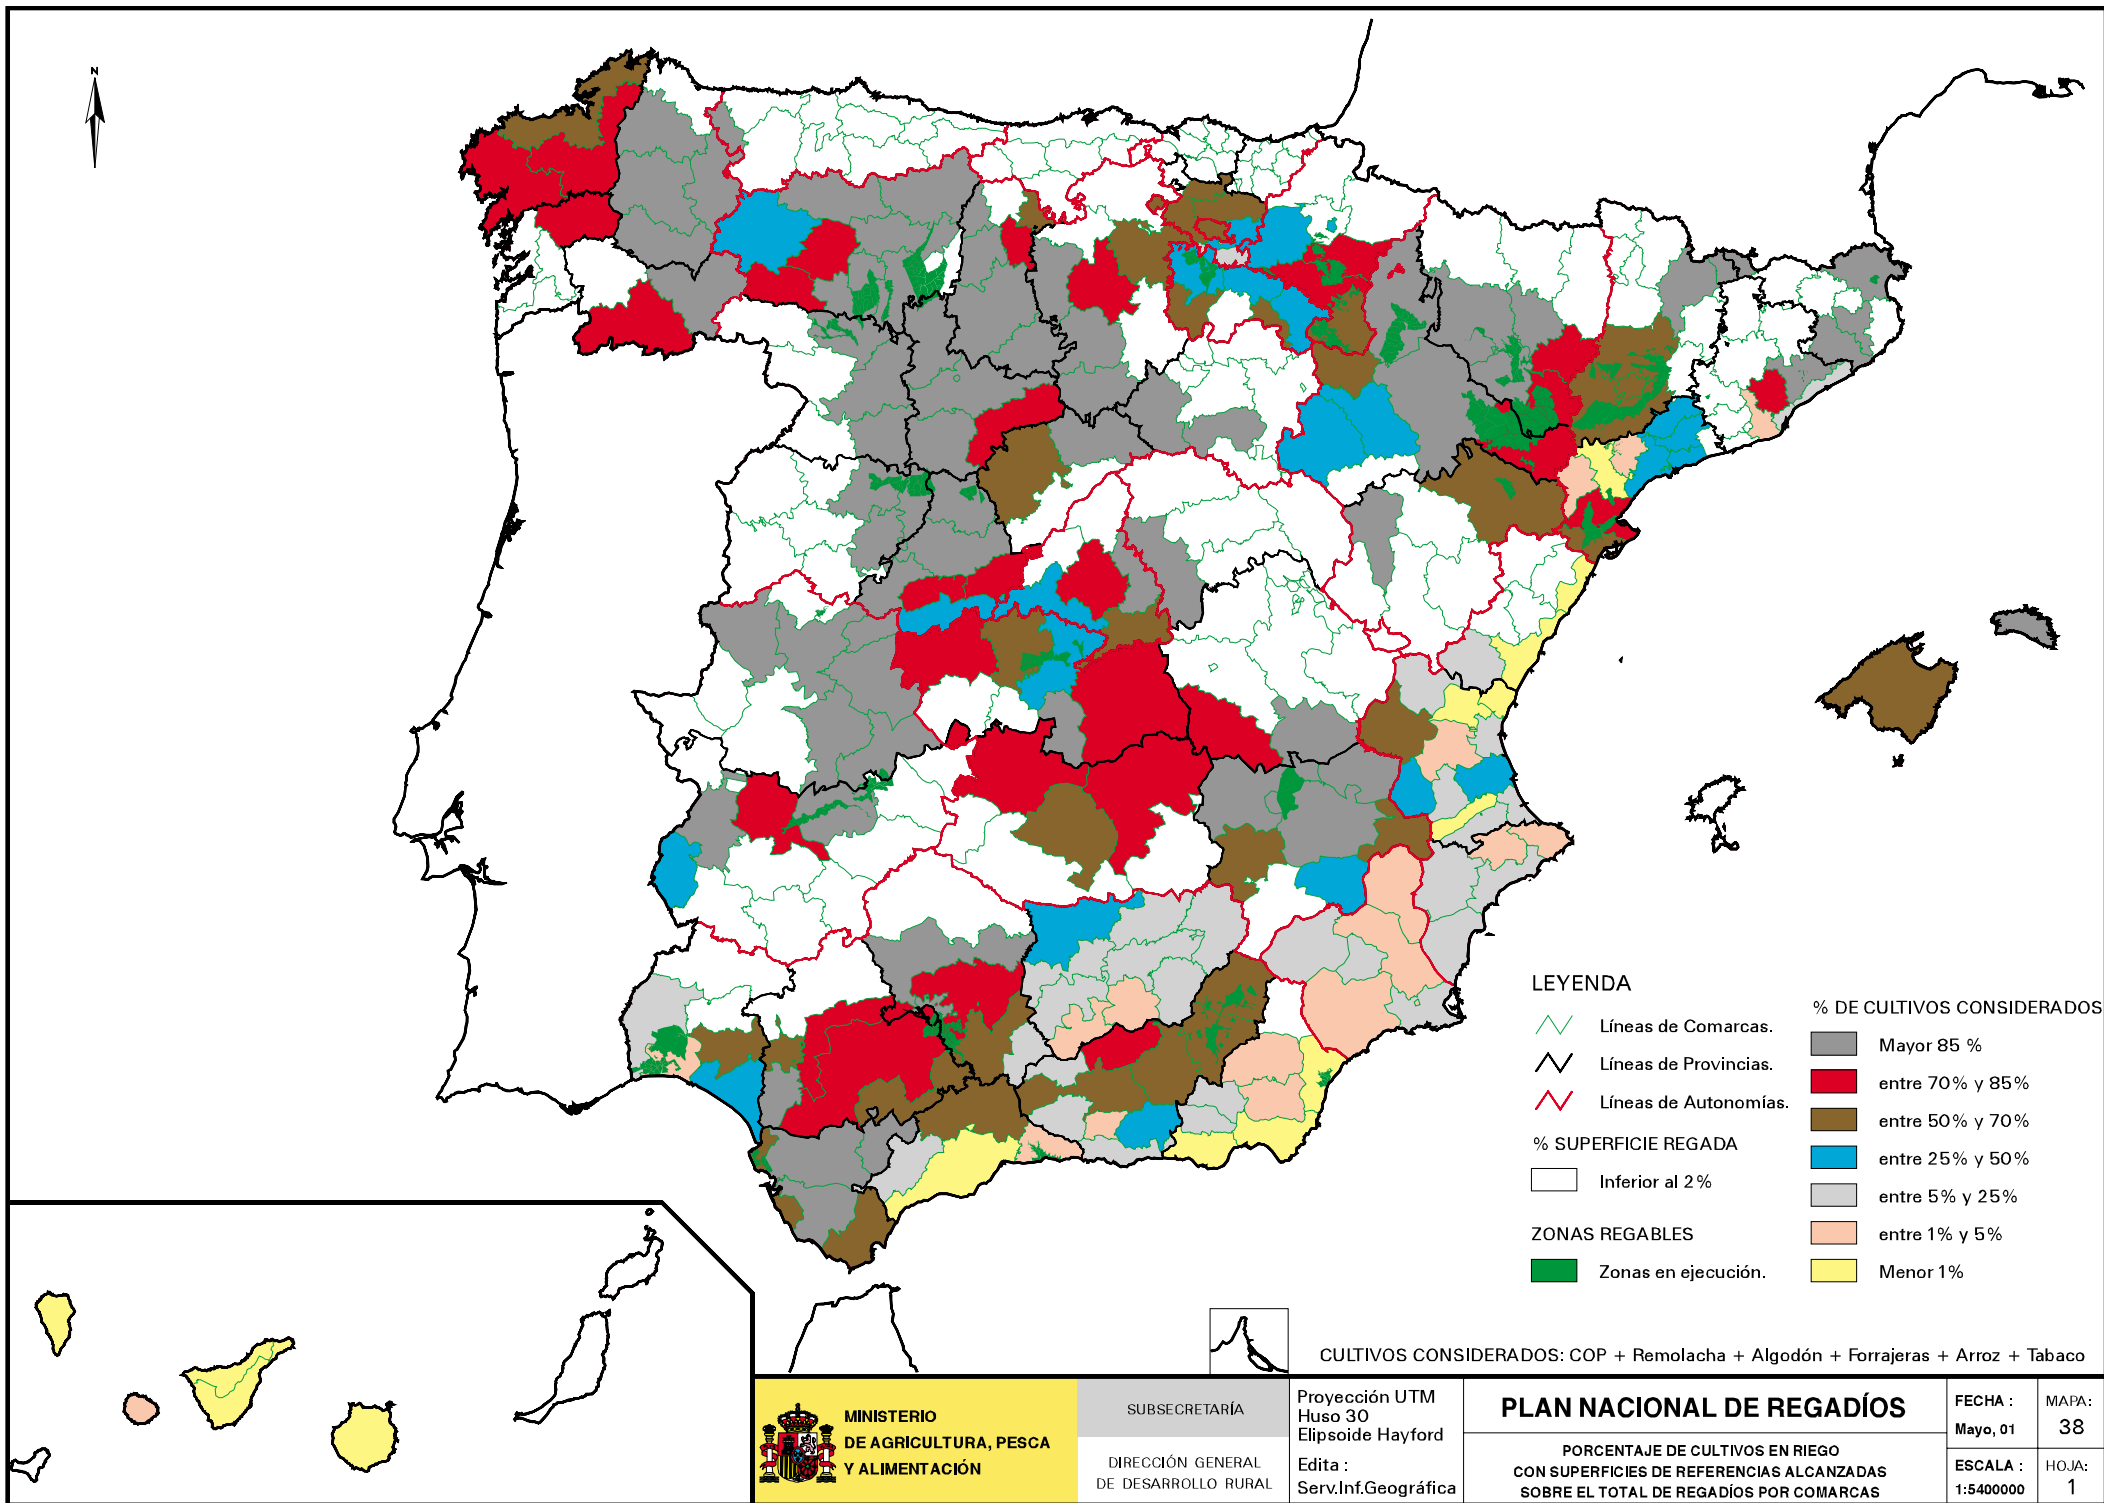 N
LEYENDA
Líneas de Comarcas.
Líneas de Provincias.
Líneas de Autonomías.
% SUPERFICIE REGADA
Inferior al 2%
ZONAS REGABLES
Zonas en ejecución.
% DE CULTIVOS CONSIDERADOS
Mayor 85 %
entre 70% y 85%
entre 50% y 70%
entre 25% y 50%
entre 5% y 25%
entre 1% y 5%
Menor 1%
CULTIVOS CONSIDERADOS: COP + Remolacha + Algodón + Forrajeras + Arroz + Tabaco
MINISTERIO
DE AGRICULTURA, PESCA
Y ALIMENTACIÓN
SUBSECRETARÍA
DIRECCIÓN GENERAL
DE DESARROLLO RURAL
Proyección UTM
Huso 30
Elipsoide Hayford
Edita :
Serv.Inf.Geográfica
PLAN NACIONAL DE REGADÍOS
PORCENTAJE DE CULTIVOS EN RIEGO
CON SUPERFICIES DE REFERENCIAS ALCANZADAS
SOBRE EL TOTAL DE REGADÍOS POR COMARCAS
FECHA :
Mayo, 01
MAPA:
38
ESCALA :
1:5400000
HOJA:
1